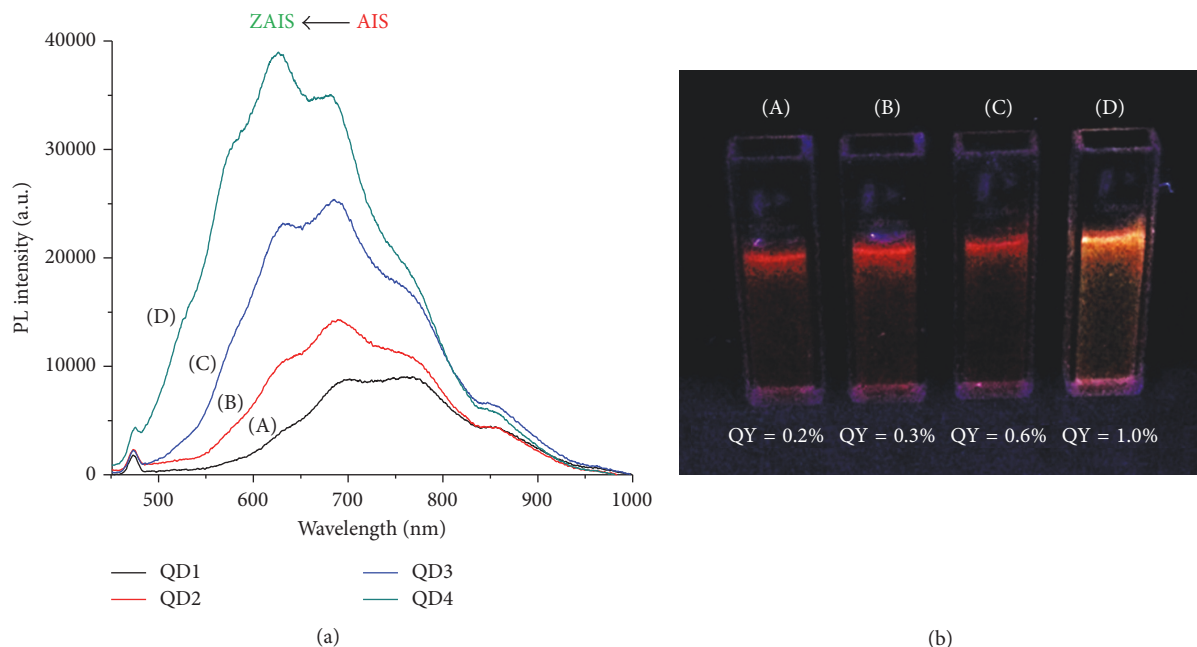 ZAIS ← AIS
40000
30000
20000
10000
0
PL intensity (a.u.)
(D)
(C)
(B)
(A)
500 600 700 800 900 1000
Wavelength (nm)
QD1 QD3
QD2 QD4
(a)
(A) (B) (C) (D)
QY = 0.2% QY = 0.3% QY = 0.6% QY = 1.0%
(b)